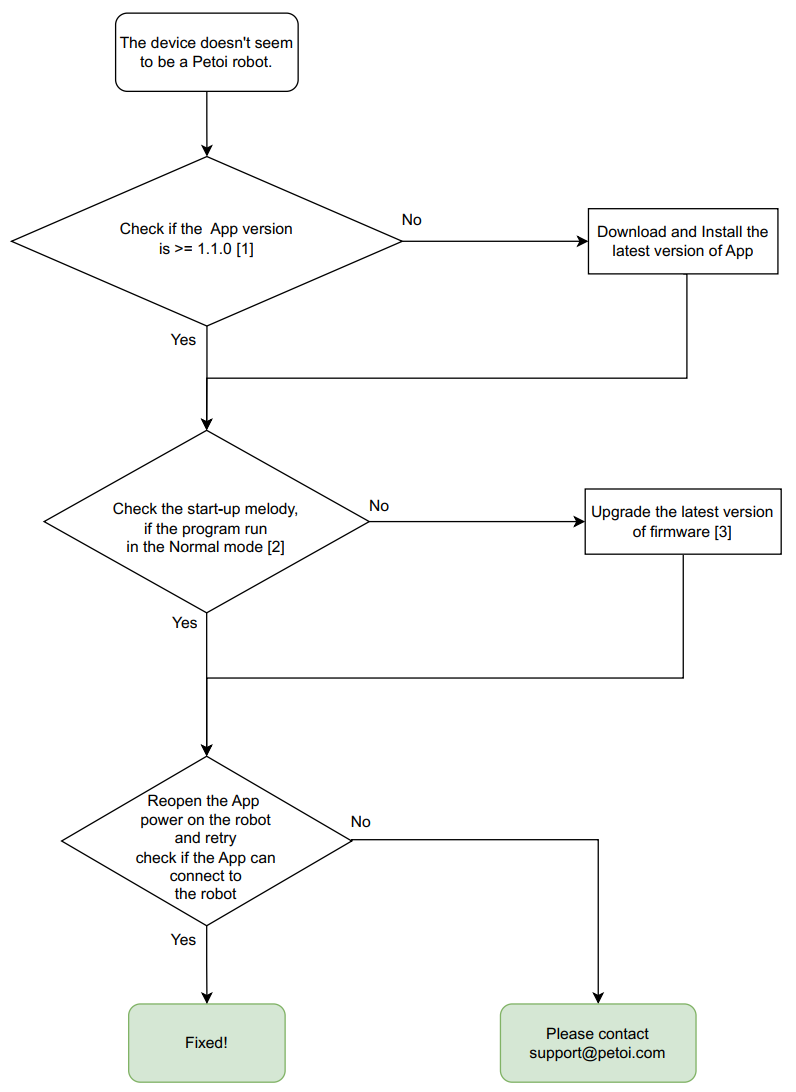 The device doesn't seem
to be a Petoi robot.
Check if the App version
is >= 1.1.0 [1]
No
Download and Install the
latest version of App
Yes
Check the start-up melody,
if the program run
in the Normal mode [2]
No
Upgrade the latest version
of firmware [3]
Yes
Reopen the App
power on the robot
and retry
check if the App can
connect to
the robot
No
Yes
Fixed!
Please contact
support@petoi.com